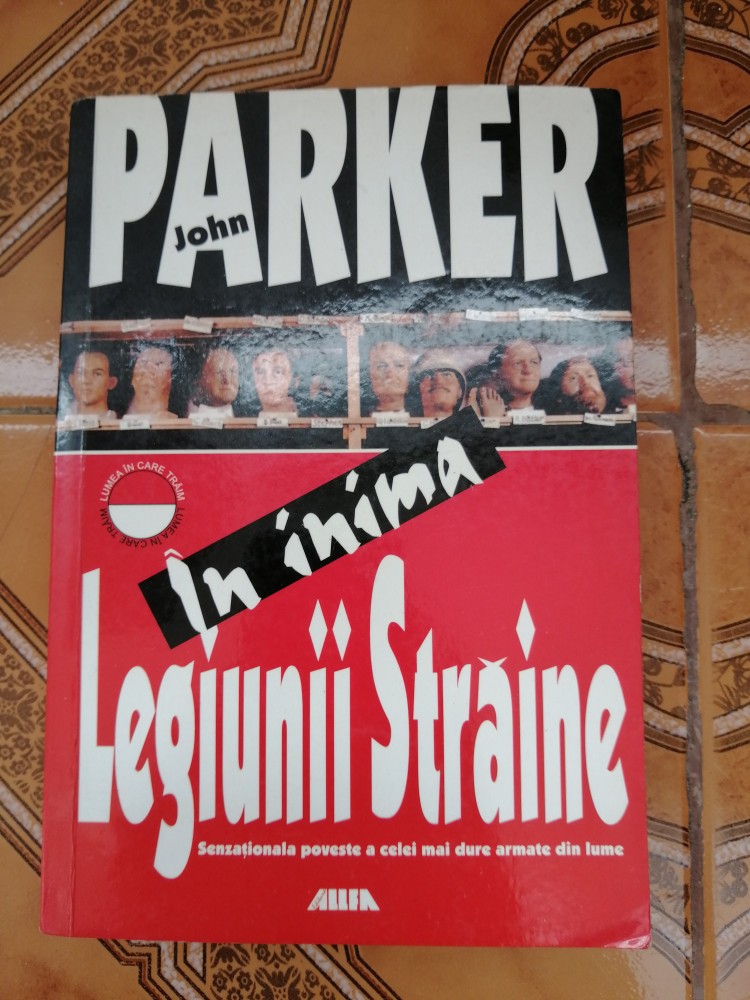 PARKER
John
LUMEA ÎN CARE TRĂIM LUMEA ÎN CARE TRĂIM
În inima
Legiunii Străine
Senzaţionala poveste a celei mai dure armate din lume
ALLFA